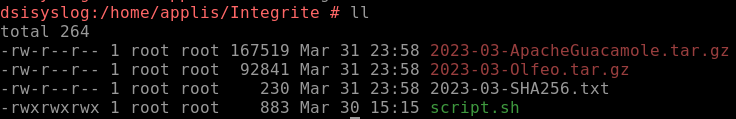 dsisyslog:/home/applis/Integrite # ll
total 264
-rw-r--r-- 1 root root 167519 Mar 31 23:58 2023-03-ApacheGuacamole.tar.gz
-rw-r--r-- 1 root root  92841 Mar 31 23:58 2023-03-Olfeo.tar.gz
-rw-r--r-- 1 root root    230 Mar 31 23:58 2023-03-SHA256.txt
-rwxrwxrwx 1 root root    883 Mar 30 15:15 script.sh